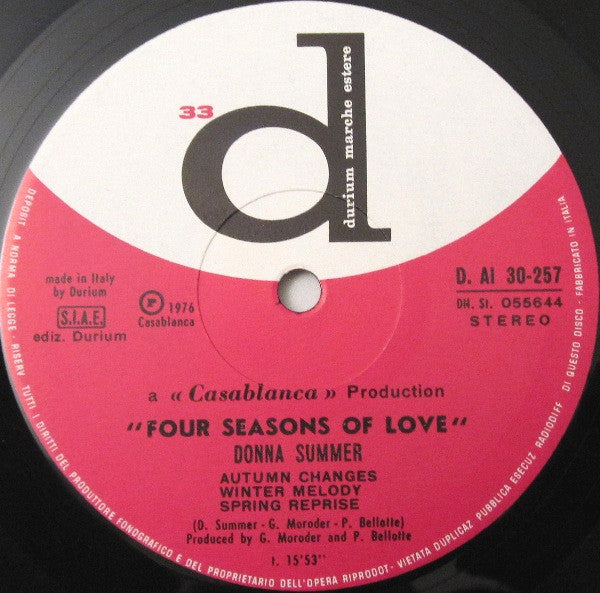 33
d
durium marche estere
made in Italy
by Durium
S.I.A.E.
ediz. Durium
P 1976
Casablanca
D. AI 30-257
DH. St. 055644
STEREO
a « Casablanca » Production
"FOUR SEASONS OF LOVE"
DONNA SUMMER
AUTUMN CHANGES
WINTER MELODY
SPRING REPRISE
(D. Summer - G. Moroder - P. Bellotte)
Produced by G. Moroder and P. Bellotte
t. 15'53"
DEPOSIT A NORMA DI LEGGE RISERV TUTTI I DIRITTI DEL PRODUTTORE FONOGRAFICO E DEL PROPRIETARIO DELL'OPERA RIPRODOT- VIETATA DUPLICAZ PUBBLICA ESECUZ RADIODIFF DI QUESTO DISCO - FABBRICATO IN ITALIA